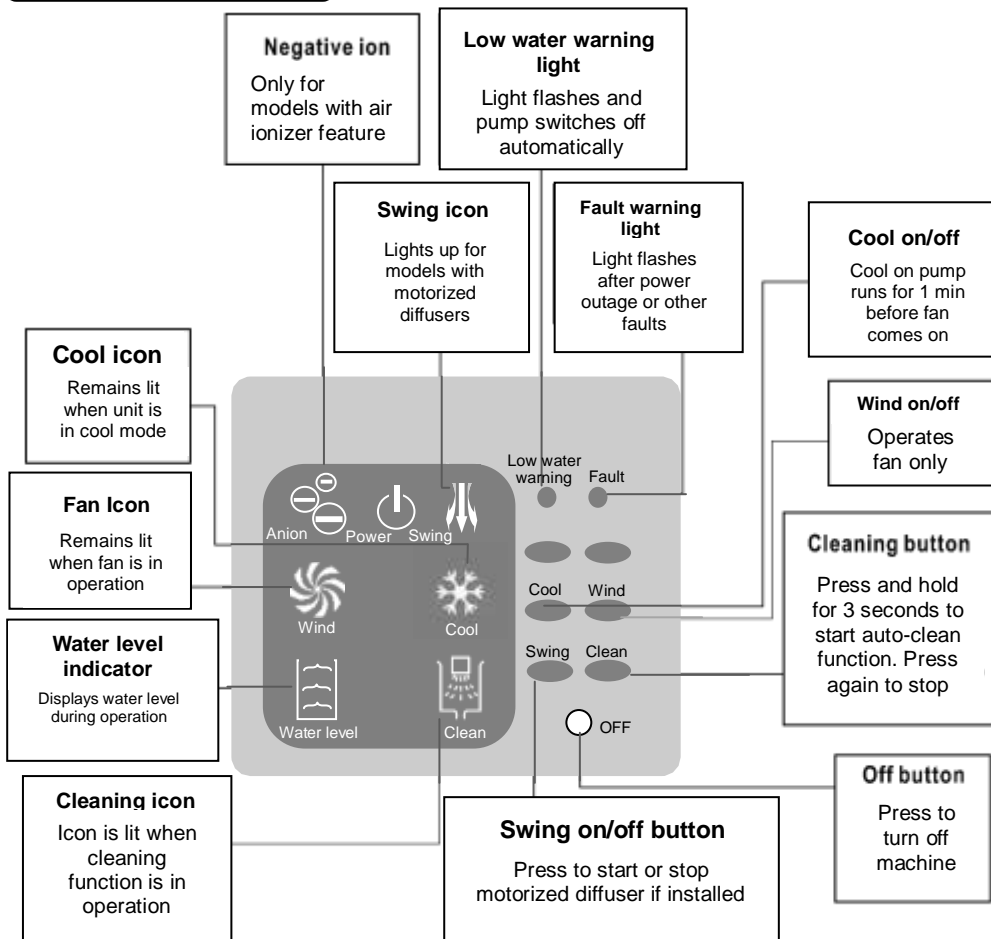 Negative ion
Only for
models with air
ionizer feature
Low water warning
light
Light flashes and
pump switches off
automatically
Swing icon
Lights up for
models with
motorized
diffusers
Fault warning
light
Light flashes
after power
outage or other
faults
Cool on/off
Cool on pump
runs for 1 min
before fan
comes on
Cool icon
Remains lit
when unit is
in cool mode
Wind on/off
Operates
fan only
Fan Icon
Remains lit
when fan is in
operation
Low water
warning
Fault
Anion
Power
Swing
Cleaning button
Press and hold
for 3 seconds to
start auto-clean
function. Press
again to stop
Cool
Wind
Wind
Cool
Water level
indicator
Displays water level
during operation
Swing
Clean
Water level
Clean
OFF
Off button
Press to
turn off
machine
Cleaning icon
Icon is lit when
cleaning
function is in
operation
Swing on/off button
Press to start or stop
motorized diffuser if installed